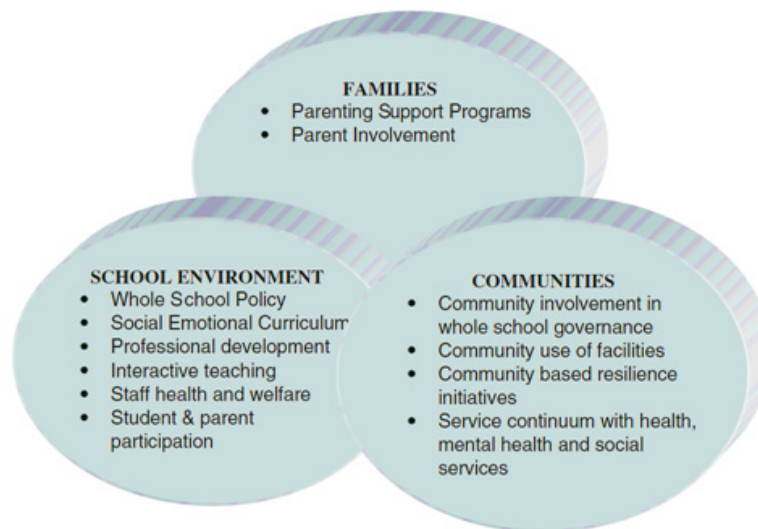 FAMILIES
• Parenting Support Programs
• Parent Involvement
SCHOOL ENVIRONMENT
• Whole School Policy
• Social Emotional Curriculum
• Professional development
• Interactive teaching
• Staff health and welfare
• Student & parent
participation
COMMUNITIES
• Community involvement in
whole school governance
• Community use of facilities
• Community based resilience
initiatives
• Service continuum with health,
mental health and social
services